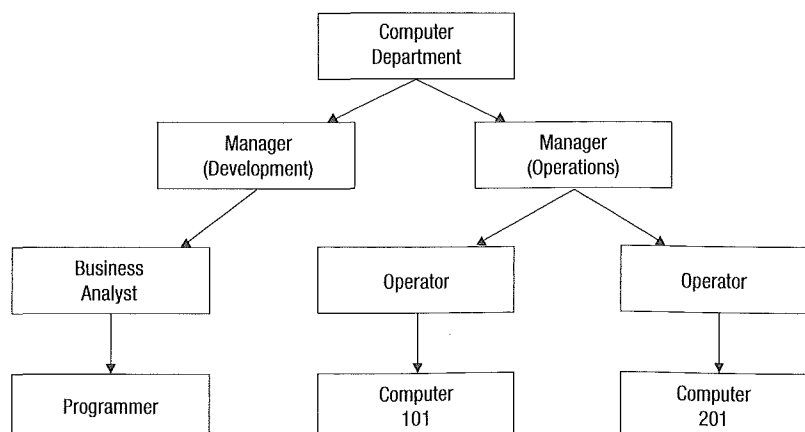 Computer
Department
Manager
(Development)
Manager
(Operations)
Business
Analyst
Operator
Operator
Programmer
Computer
101
Computer
201